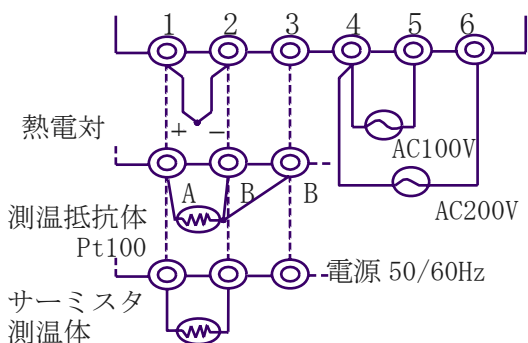 1 2 3 4 5 6
熱電対
+ −
AC100V
A B B
AC200V
測温抵抗体
Pt100
電源 50/60Hz
サーミスタ
測温体